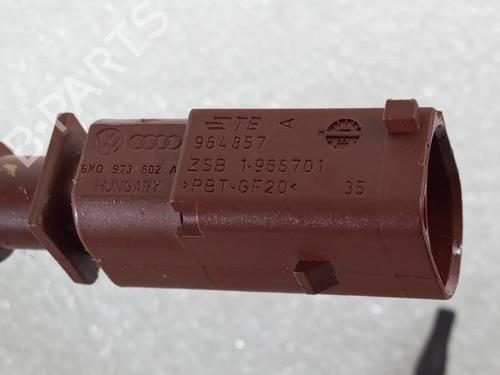 B-PARTS
TE A
964857
ZSB 1-966701
>PBT-GF20< 35
6X0 973 802 A
HUNGARY